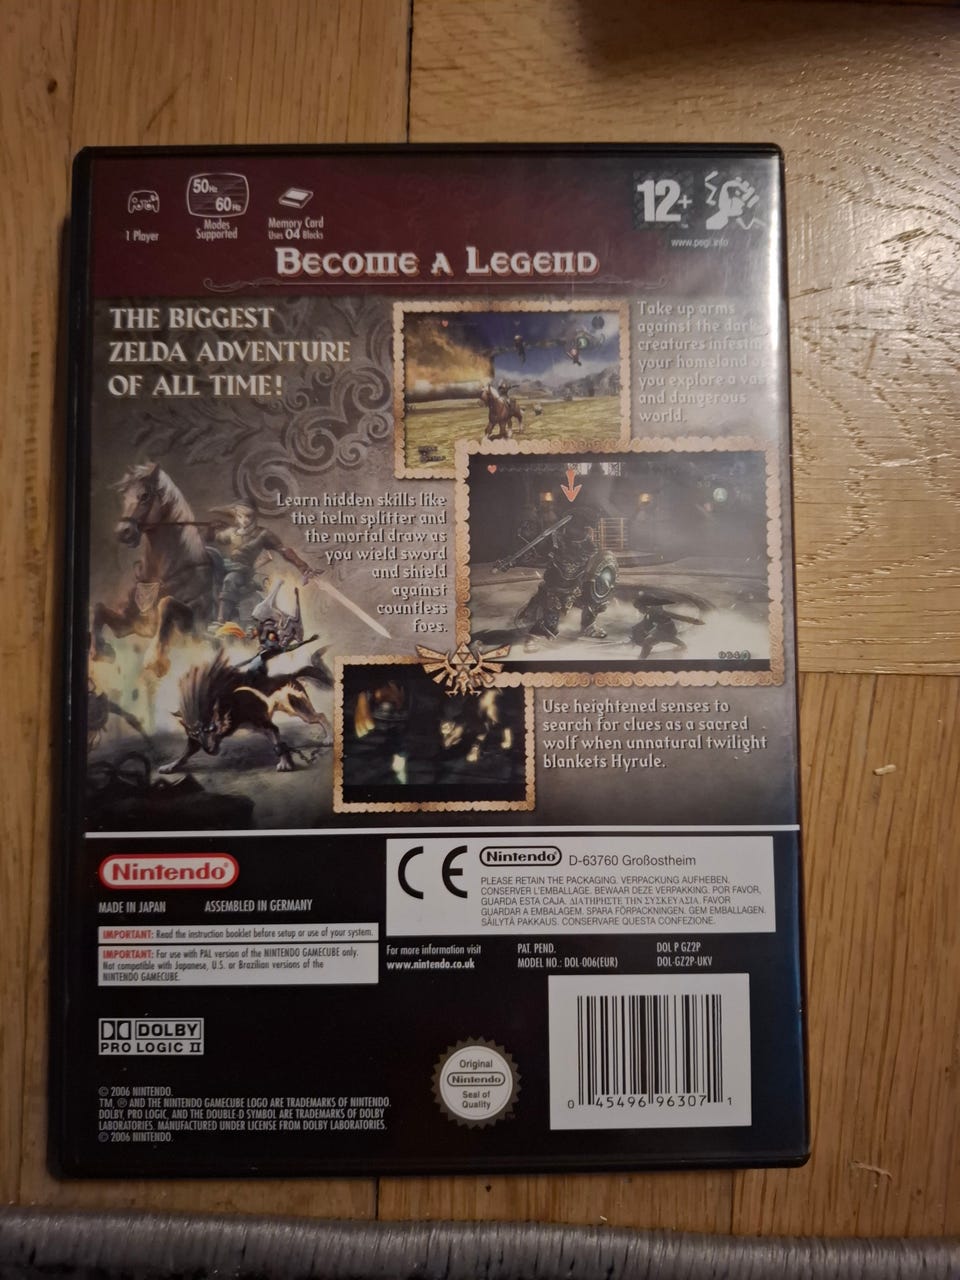 50Hz
60Hz
12+
1 Player
Modes
Supported
Memory Card
Uses 04 Blocks
www.pegi.info
BECOME A LEGEND
THE BIGGEST
ZELDA ADVENTURE
OF ALL TIME!
Take up arms
against the dark
creatures
your homeland
you explore a
and dangerous
world.
Learn hidden skills like
the helm splitter and
the mortal draw as
you wield sword
and shield
against
countless
foes.
Use heightened senses to
search for clues as a sacred
wolf when unnatural twilight
blankets Hyrule.
Nintendo®
MADE IN JAPAN ASSEMBLED IN GERMANY
IMPORTANT: Read the instruction booklet before setup or use of your system.
IMPORTANT: For use with PAL version of the NINTENDO GAMECUBE only.
Not compatible with Japanese, U.S. or Brazilian versions of the
NINTENDO GAMECUBE.
CE Nintendo® D-63760 Großostheim
PLEASE RETAIN THE PACKAGING. VERPACKUNG AUFHEBEN.
CONSERVER L'EMBALLAGE. BEWAAR DEZE VERPAKKING. POR FAVOR,
GUARDA ESTA CAJA. ΔΙΑΤΗΡΗΣΤΕ ΤΗΝ ΣΥΣΚΕΥΑΣΙΑ. FAVOR
GUARDAR A EMBALAGEM. SPARA FÖRPACKNINGEN. GEM EMBALLAGEN.
SÄILYTÄ PAKKAUS. CONSERVARE QUESTA CONFEZIONE.
For more information visit
www.nintendo.co.uk
PAT. PEND.
MODEL NO.: DOL-006(EUR)
DOL P GZ2P
DOL-GZ2P-UKV
DOLBY
PRO LOGIC II
© 2006 NINTENDO.
TM, ® AND THE NINTENDO GAMECUBE LOGO ARE TRADEMARKS OF NINTENDO.
DOLBY, PRO LOGIC, AND THE DOUBLE-D SYMBOL ARE TRADEMARKS OF DOLBY
LABORATORIES. MANUFACTURED UNDER LICENSE FROM DOLBY LABORATORIES.
© 2006 NINTENDO.
Original
Nintendo
Seal of
Quality
0 45496 96307 1